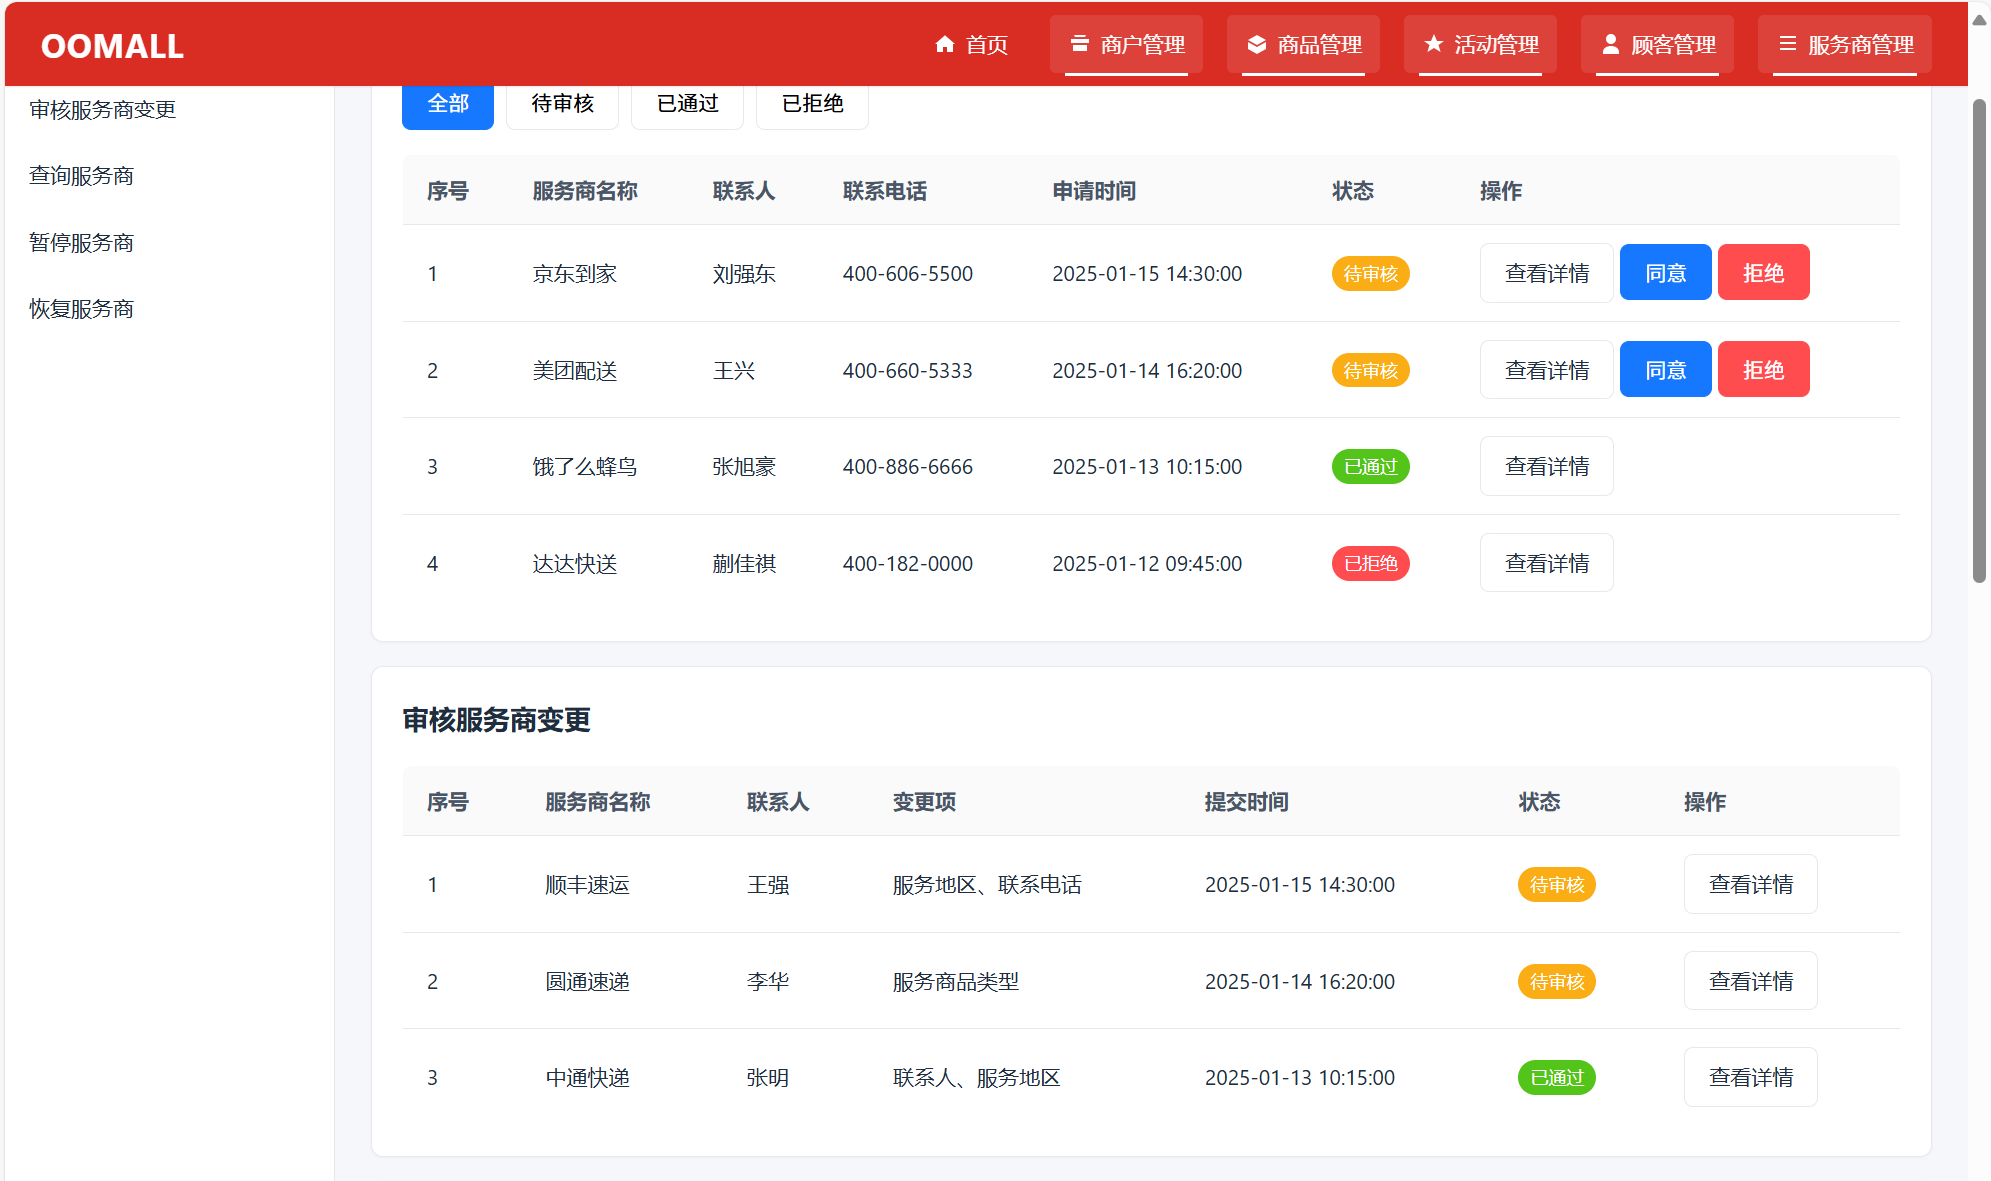 OOMALL 首页 商户管理 商品管理 活动管理 顾客管理 服务商管理
审核服务商变更
查询服务商
暂停服务商
恢复服务商
全部 待审核 已通过 已拒绝
序号 服务商名称 联系人 联系电话 申请时间 状态 操作
1 京东到家 刘强东 400-606-5500 2025-01-15 14:30:00 待审核 查看详情 同意 拒绝
2 美团配送 王兴 400-660-5333 2025-01-14 16:20:00 待审核 查看详情 同意 拒绝
3 饿了么蜂鸟 张旭豪 400-886-6666 2025-01-13 10:15:00 已通过 查看详情
4 达达快送 蒯佳祺 400-182-0000 2025-01-12 09:45:00 已拒绝 查看详情
审核服务商变更
序号 服务商名称 联系人 变更项 提交时间 状态 操作
1 顺丰速运 王强 服务地区、联系电话 2025-01-15 14:30:00 待审核 查看详情
2 圆通速递 李华 服务商品类型 2025-01-14 16:20:00 待审核 查看详情
3 中通快递 张明 联系人、服务地区 2025-01-13 10:15:00 已通过 查看详情